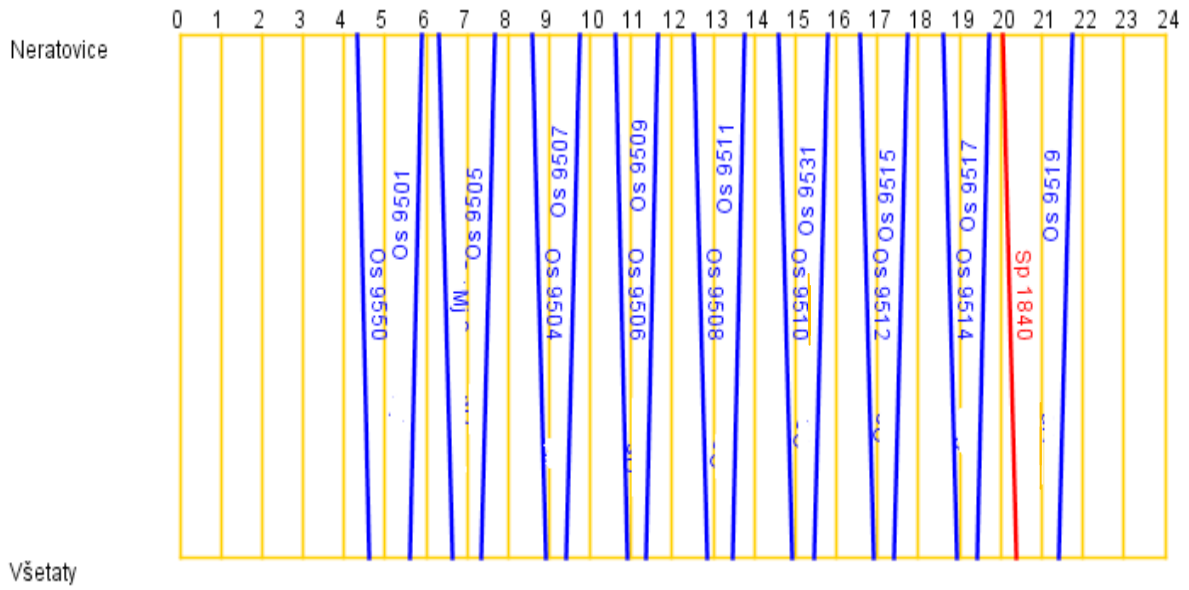 0 1 2 3 4 5 6 7 8 9 10 11 12 13 14 15 16 17 18 19 20 21 22 23 24
Neratovice
Os 9550
Os 9501
Os 9505
Os 9507
Os 9504
Os 9509
Os 9506
Os 9511
Os 9508
Os 9531
Os 9510
Os 9515
Os 9512
Os 9517
Os 9514
Sp 1840
Os 9519
Všetaty